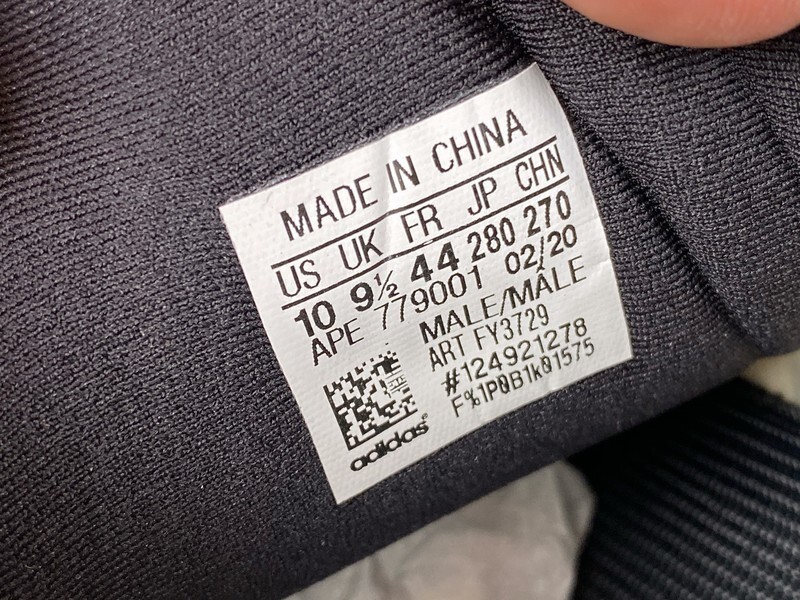 MADE IN CHINA
US UK FR JP CHN
10 9½ 44 280 270
APE 779001 02/20
MALE/MÂLE
ART FY3729
#124921278
F%1PQB1kQ1575
adidas®